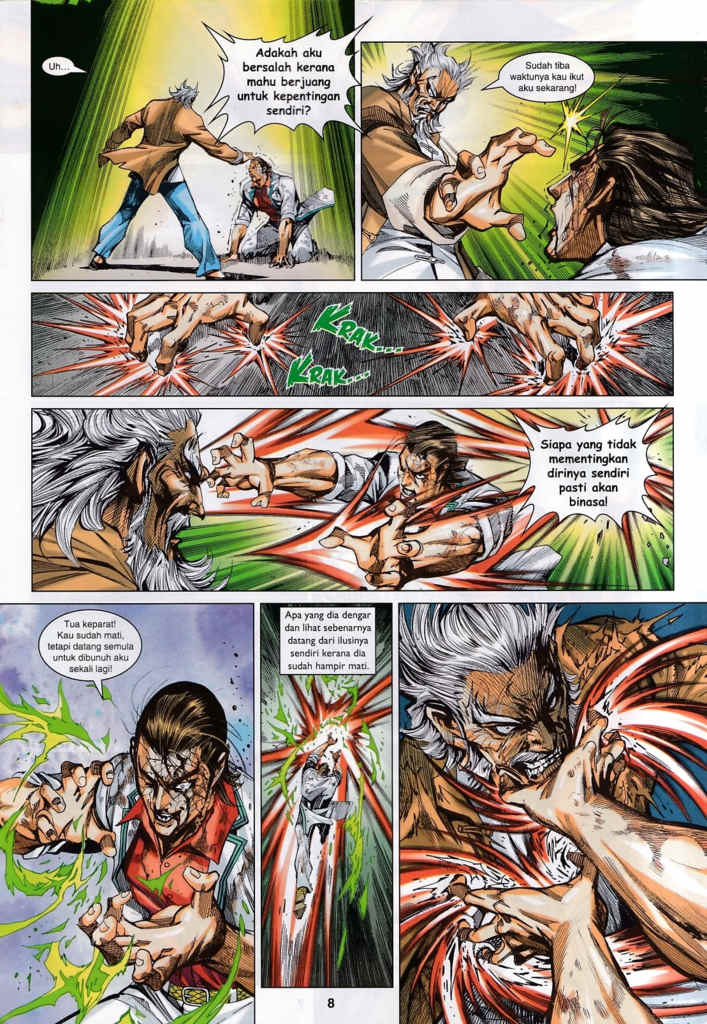 Uh...
Adakah aku
bersalah kerana
mahu berjuang
untuk kepentingan
sendiri?
Sudah tiba
waktunya kau ikut
aku sekarang!
KRAK...
KRAK...
Siapa yang tidak
mementingkan
dirinya sendiri
pasti akan
binasa!
Tua keparat!
Kau sudah mati,
tetapi datang semula
untuk dibunuh aku
sekali lagi!
Apa yang dia dengar
dan lihat sebenarnya
datang dari ilusinya
sendiri kerana dia
sudah hampir mati.
8